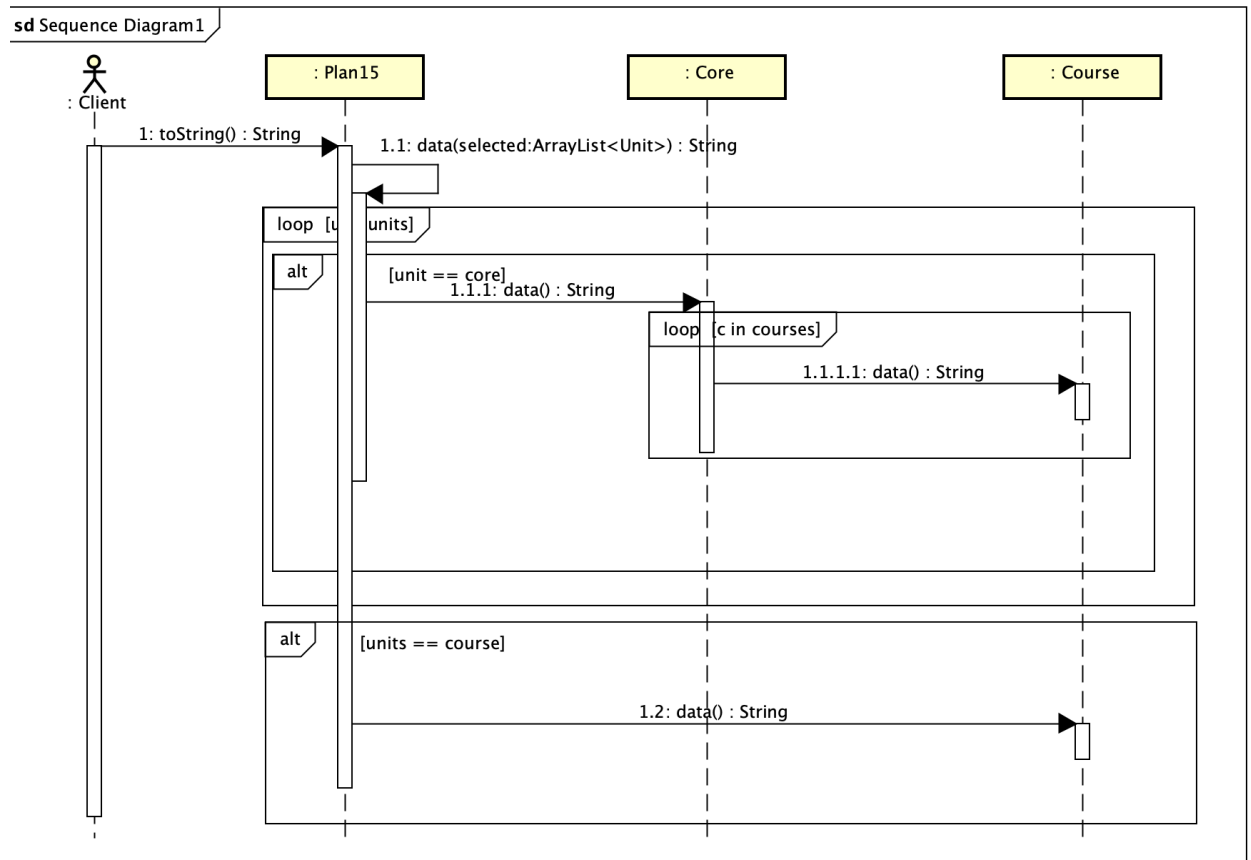 sd Sequence Diagram1
: Client
: Plan15
: Core
: Course
1: toString() : String
1.1: data(selected:ArrayList<Unit>) : String
loop [u units]
alt [unit == core]
1.1.1: data() : String
loop [c in courses]
1.1.1.1: data() : String
alt [units == course]
1.2: data() : String